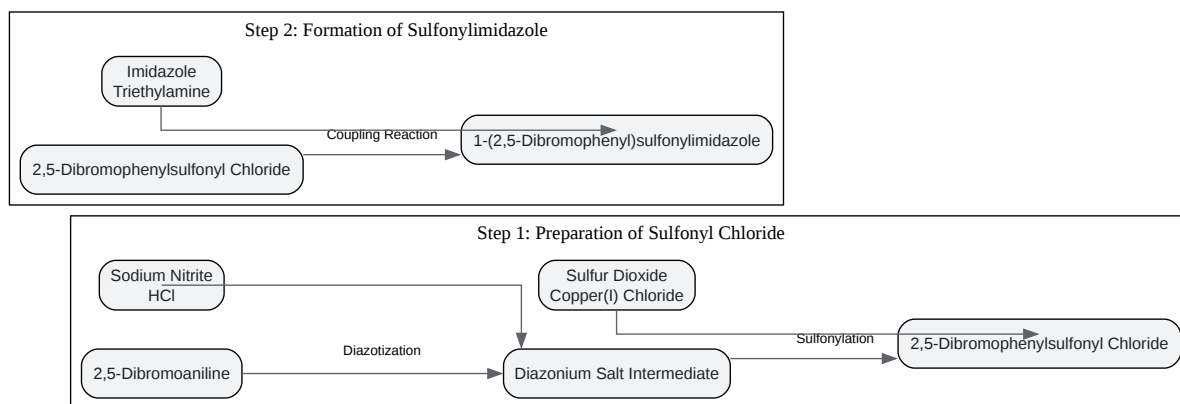 Step 2: Formation of Sulfonylimidazole
Imidazole
Triethylamine
Coupling Reaction
1-(2,5-Dibromophenyl)sulfonylimidazole
2,5-Dibromophenylsulfonyl Chloride
Step 1: Preparation of Sulfonyl Chloride
Sodium Nitrite
HCl
Sulfur Dioxide
Copper(I) Chloride
Diazotization
Sulfonylation
2,5-Dibromophenylsulfonyl Chloride
2,5-Dibromoaniline
Diazonium Salt Intermediate